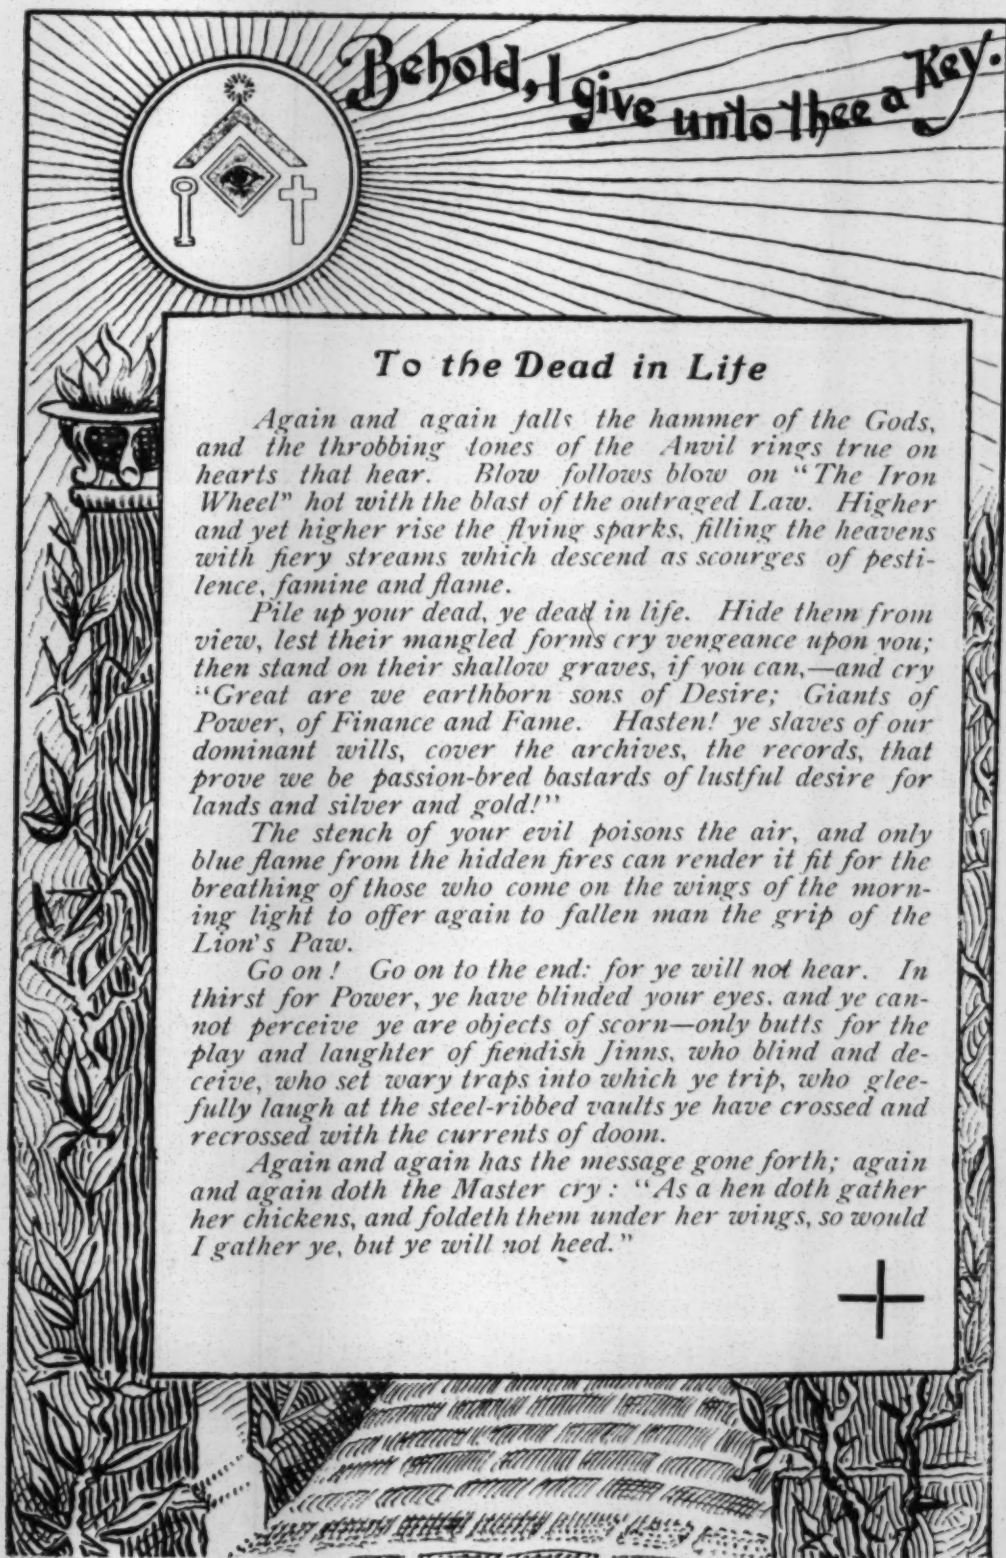 Behold, I give unto thee a Key.
To the Dead in Life
Again and again falls the hammer of the Gods,
and the throbbing tones of the Anvil rings true on
hearts that hear. Blow follows blow on "The Iron
Wheel" hot with the blast of the outraged Law. Higher
and yet higher rise the flying sparks, filling the heavens
with fiery streams which descend as scourges of pesti-
lence, famine and flame.
Pile up your dead, ye dead in life. Hide them from
view, lest their mangled forms cry vengeance upon you;
then stand on their shallow graves, if you can,—and cry
"Great are we earthborn sons of Desire; Giants of
Power, of Finance and Fame. Hasten! ye slaves of our
dominant wills, cover the archives, the records, that
prove we be passion-bred bastards of lustful desire for
lands and silver and gold!"
The stench of your evil poisons the air, and only
blue flame from the hidden fires can render it fit for the
breathing of those who come on the wings of the morn-
ing light to offer again to fallen man the grip of the
Lion's Paw.
Go on! Go on to the end: for ye will not hear. In
thirst for Power, ye have blinded your eyes, and ye can-
not perceive ye are objects of scorn—only butts for the
play and laughter of fiendish Jinns, who blind and de-
ceive, who set wary traps into which ye trip, who glee-
fully laugh at the steel-ribbed vaults ye have crossed and
recrossed with the currents of doom.
Again and again has the message gone forth; again
and again doth the Master cry: "As a hen doth gather
her chickens, and foldeth them under her wings, so would
I gather ye, but ye will not heed."